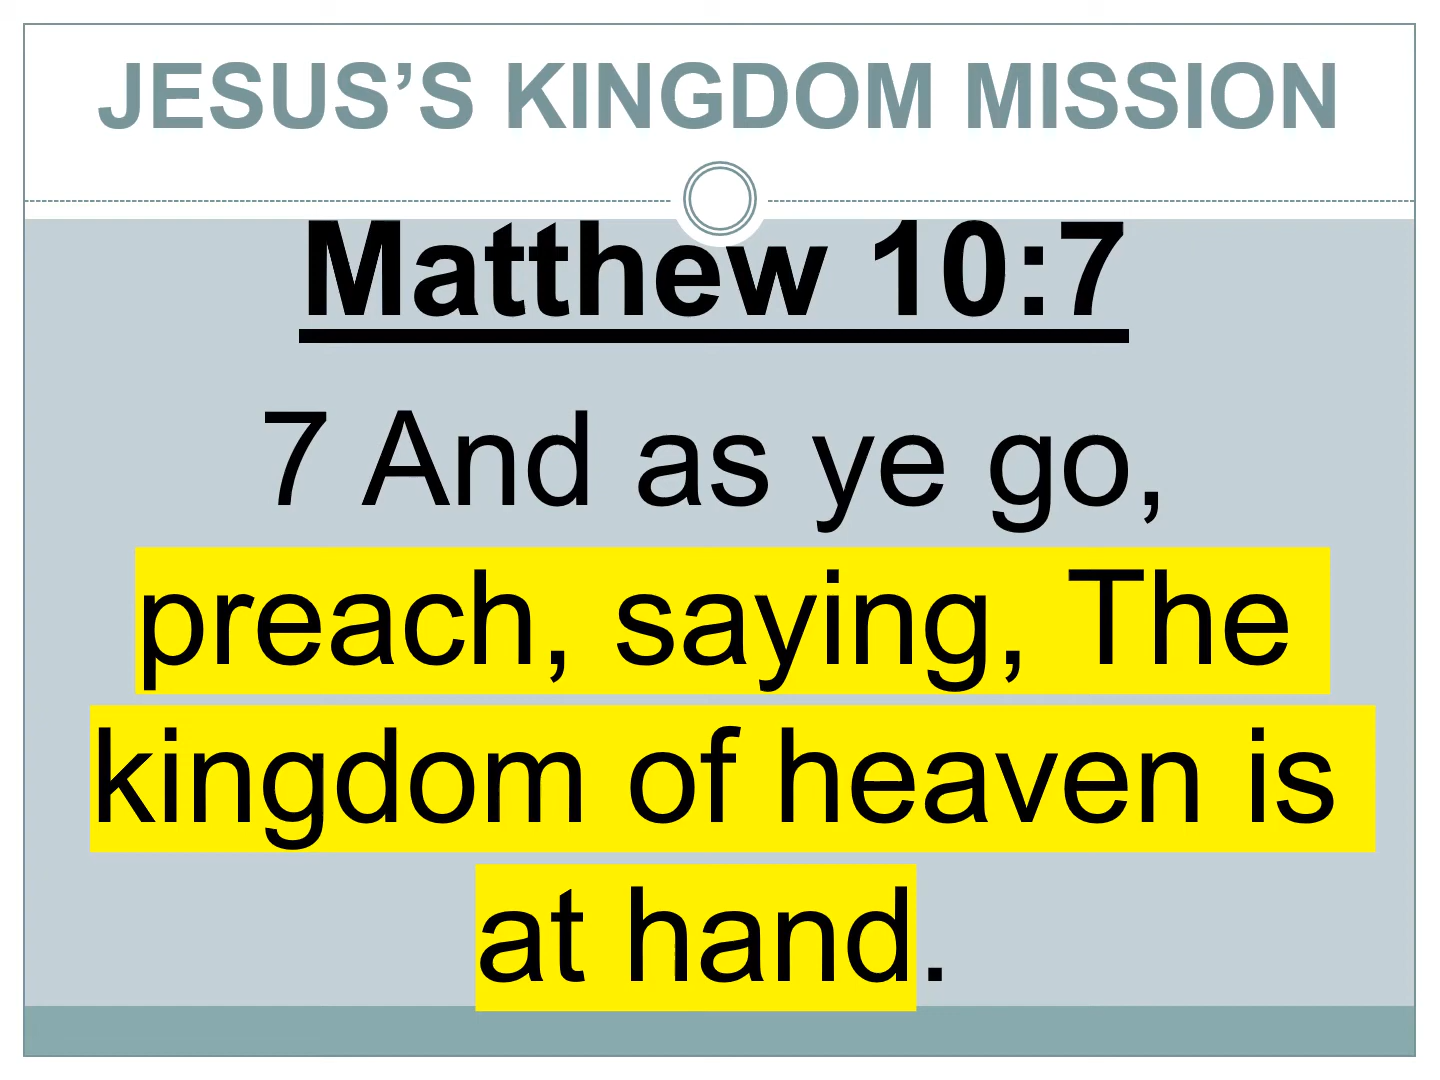 JESUS’S KINGDOM MISSION
Matthew 10:7
7 And as ye go,
preach, saying, The
kingdom of heaven is
at hand.